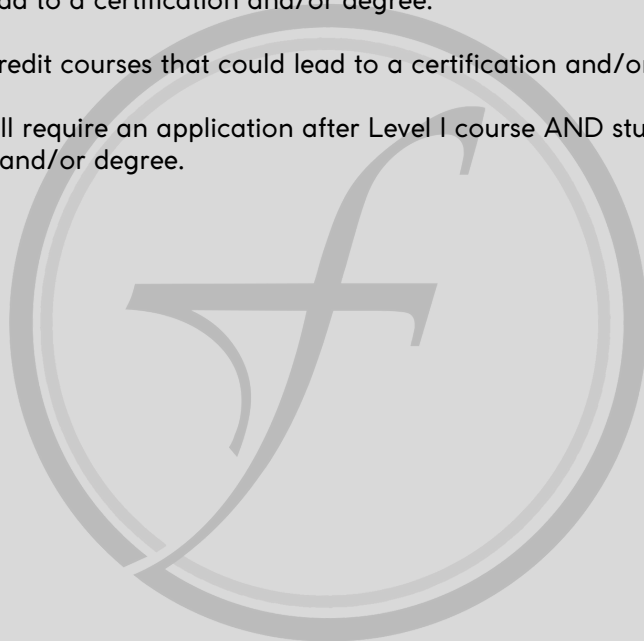 ad to a certification and/or degree.
redit courses that could lead to a certification and/or
ll require an application after Level I course AND stu
and/or degree.
f